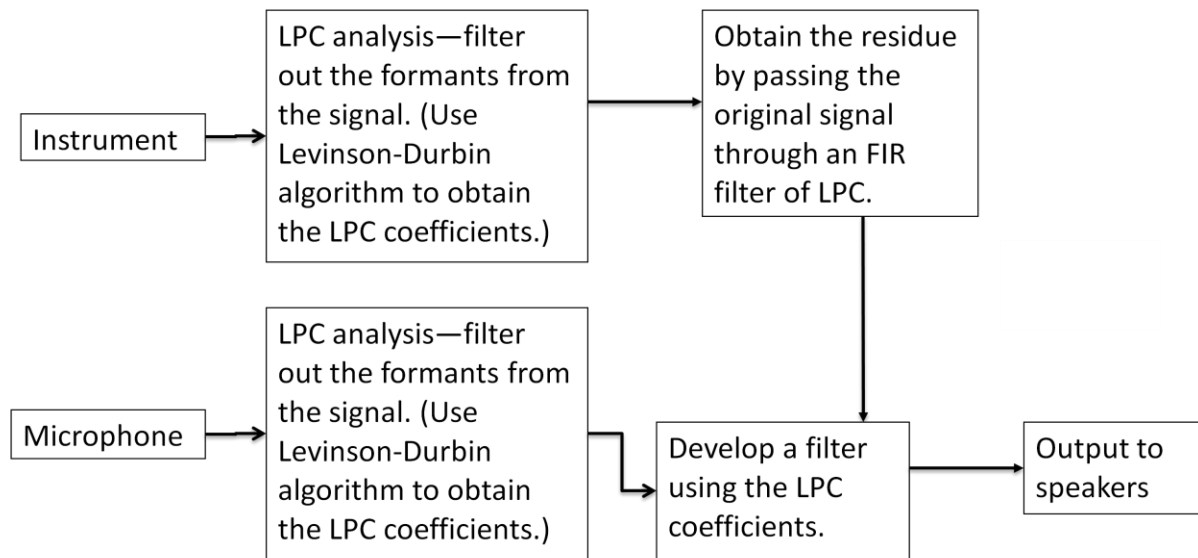 Instrument
LPC analysis—filter
out the formants from
the signal. (Use
Levinson-Durbin
algorithm to obtain
the LPC coefficients.)
Obtain the residue
by passing the
original signal
through an FIR
filter of LPC.
Microphone
LPC analysis—filter
out the formants from
the signal. (Use
Levinson-Durbin
algorithm to obtain
the LPC coefficients.)
Develop a filter
using the LPC
coefficients.
Output to
speakers